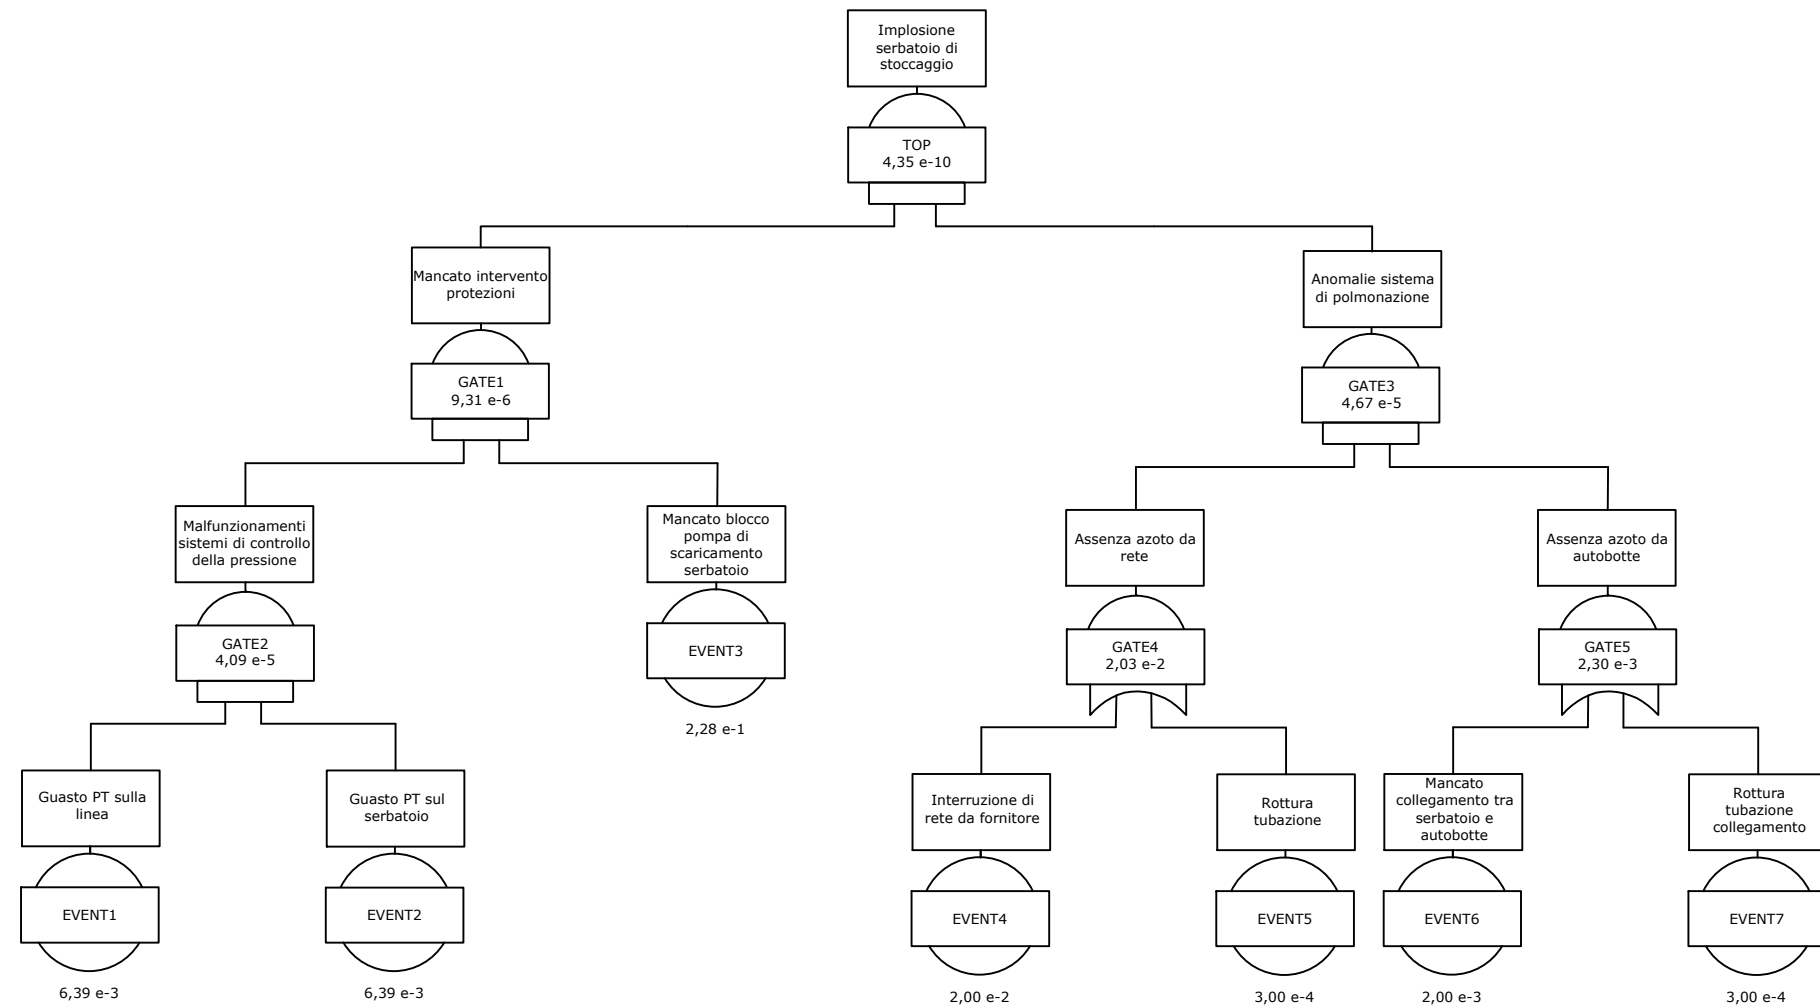 Implosione
serbatoio di
stoccaggio
TOP
4,35 e-10
Mancato intervento
protezioni
GATE1
9,31 e-6
Anomalie sistema
di polmonazione
GATE3
4,67 e-5
Malfunzionamenti
sistemi di controllo
della pressione
GATE2
4,09 e-5
Mancato blocco
pompa di
scaricamento
serbatoio
EVENT3
2,28 e-1
Assenza azoto da
rete
GATE4
2,03 e-2
Assenza azoto da
autobotte
GATE5
2,30 e-3
Guasto PT sulla
linea
EVENT1
6,39 e-3
Guasto PT sul
serbatoio
EVENT2
6,39 e-3
Interruzione di
rete da fornitore
EVENT4
2,00 e-2
Rottura
tubazione
EVENT5
3,00 e-4
Mancato
collegamento tra
serbatoio e
autobotte
EVENT6
2,00 e-3
Rottura
tubazione
collegamento
EVENT7
3,00 e-4